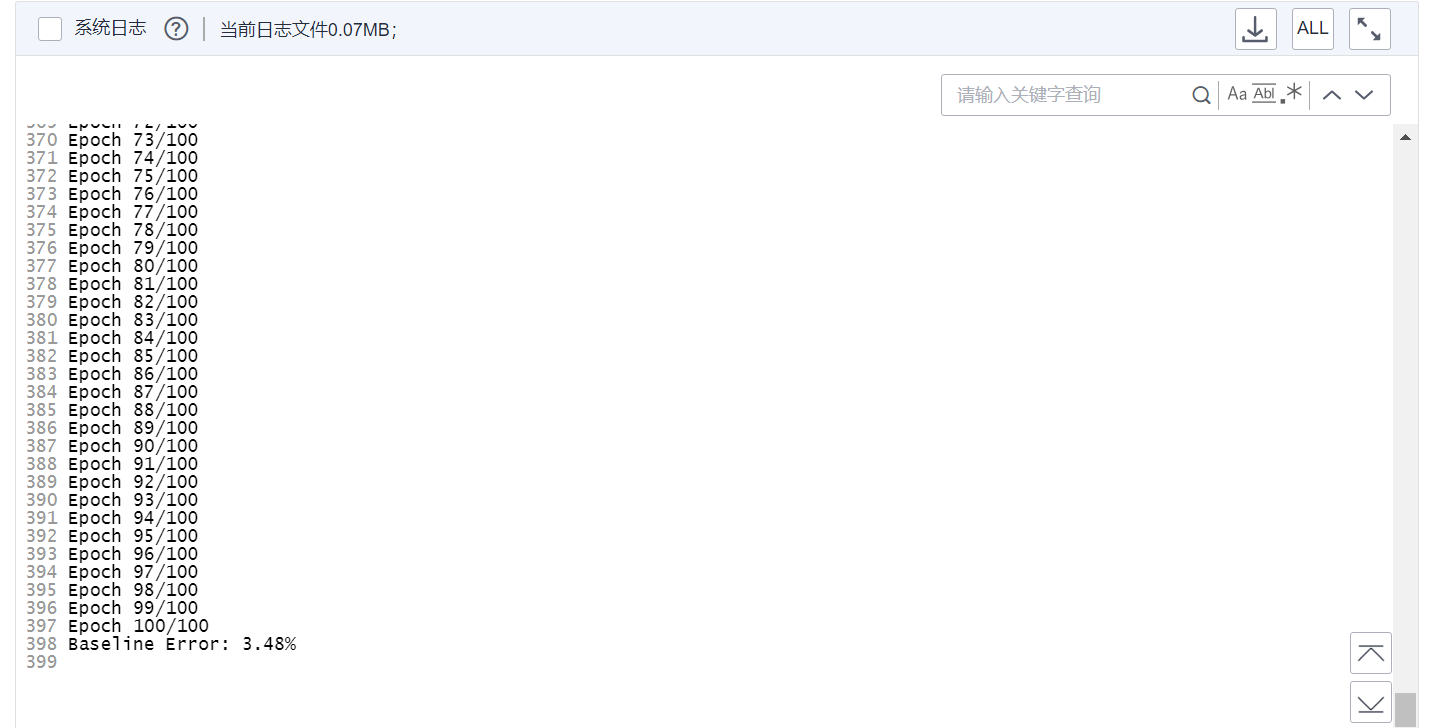 系统日志 ? 当前日志文件0.07MB; ALL
请输入关键字查询 Aa Abl .*
369 Epoch 72/100
370 Epoch 73/100
371 Epoch 74/100
372 Epoch 75/100
373 Epoch 76/100
374 Epoch 77/100
375 Epoch 78/100
376 Epoch 79/100
377 Epoch 80/100
378 Epoch 81/100
379 Epoch 82/100
380 Epoch 83/100
381 Epoch 84/100
382 Epoch 85/100
383 Epoch 86/100
384 Epoch 87/100
385 Epoch 88/100
386 Epoch 89/100
387 Epoch 90/100
388 Epoch 91/100
389 Epoch 92/100
390 Epoch 93/100
391 Epoch 94/100
392 Epoch 95/100
393 Epoch 96/100
394 Epoch 97/100
395 Epoch 98/100
396 Epoch 99/100
397 Epoch 100/100
398 Baseline Error: 3.48%
399